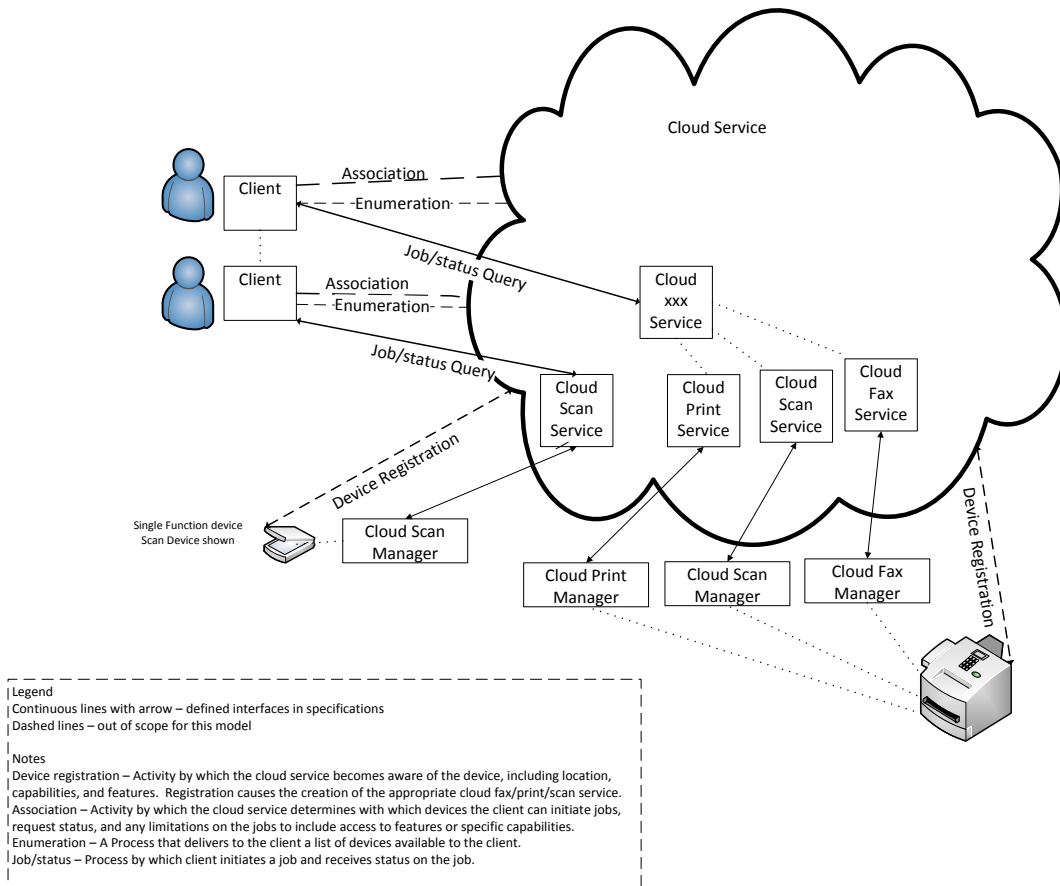 Cloud Service
Association
Client
Enumeration
Job/status Query
Client
Association
Enumeration
Job/status Query
Cloud
xxx
Service
Cloud
Scan
Service
Cloud
Print
Service
Cloud
Scan
Service
Cloud
Fax
Service
Device Registration
Device Registration
Single Function device
Scan Device shown
Cloud Scan
Manager
Cloud Print
Manager
Cloud Scan
Manager
Cloud Fax
Manager
Legend
Continuous lines with arrow – defined interfaces in specifications
Dashed lines – out of scope for this model
Notes
Device registration – Activity by which the cloud service becomes aware of the device, including location,
capabilities, and features.  Registration causes the creation of the appropriate cloud fax/print/scan service.
Association – Activity by which the cloud service determines with which devices the client can initiate jobs,
request status, and any limitations on the jobs to include access to features or specific capabilities.
Enumeration – A Process that delivers to the client a list of devices available to the client.
Job/status – Process by which client initiates a job and receives status on the job.